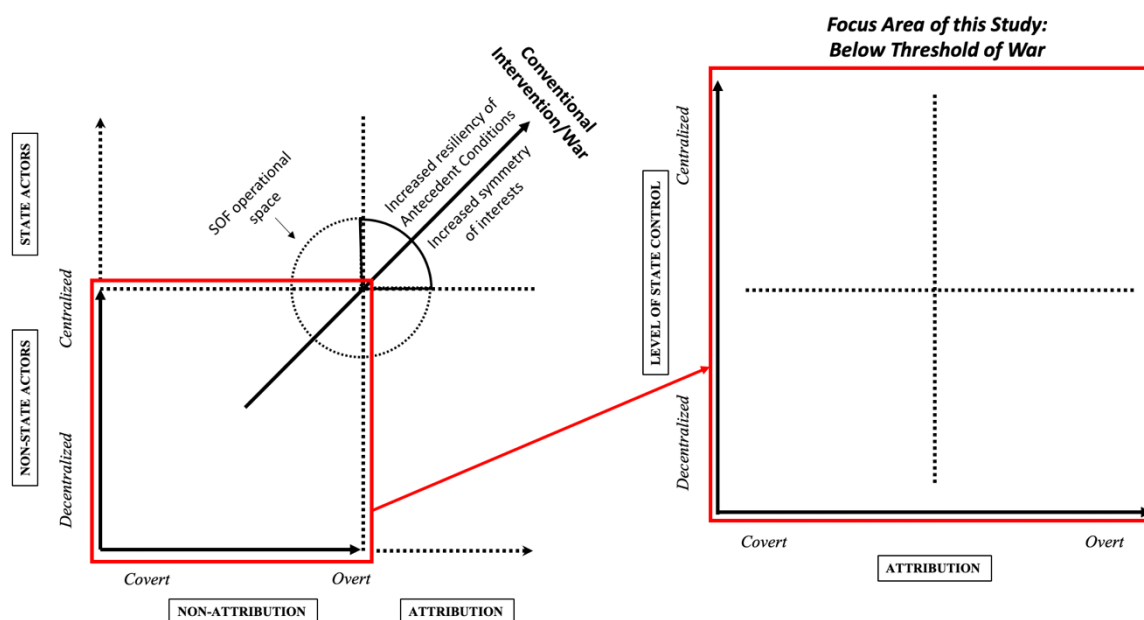 Focus Area of this Study:
Below Threshold of War
Conventional
Intervention/War
Increased resiliency of
Antecedent Conditions
Increased symmetry
of interests
SOF operational
space
STATE ACTORS
NON-STATE ACTORS
Centralized
Decentralized
Covert
Overt
NON-ATTRIBUTION
ATTRIBUTION
LEVEL OF STATE CONTROL
Centralized
Decentralized
Covert
Overt
ATTRIBUTION